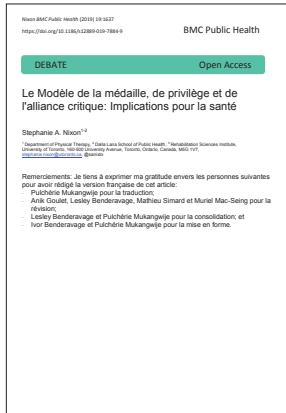 Nixon BMC Public Health (2019) 19:1637
https://doi.org/10.1186/s12889-019-7884-9
BMC Public Health
DEBATE
Open Access
Le Modèle de la médaille, de privilège et de
l'alliance critique: Implications pour la santé
Stephanie A. Nixon¹˒²
¹ Department of Physical Therapy, ² Dalla Lana School of Public Health, ³ Rehabilitation Sciences Institute,
University of Toronto, 160-500 University Avenue, Toronto, Ontario, Canada, M5G 1V7,
stephanie.nixon@utoronto.ca, @saniixto
Remerciements: Je tiens à exprimer ma gratitude envers les personnes suivantes
pour avoir rédigé la version française de cet article:
- Pulchérie Mukangwije pour la traduction;
- Anik Goulet, Lesley Benderavage, Mathieu Simard et Muriel Mac-Seing pour la
révision;
- Lesley Benderavage et Pulchérie Mukangwije pour la consolidation; et
- Ivor Benderavage et Pulchérie Mukangwije pour la mise en forme.